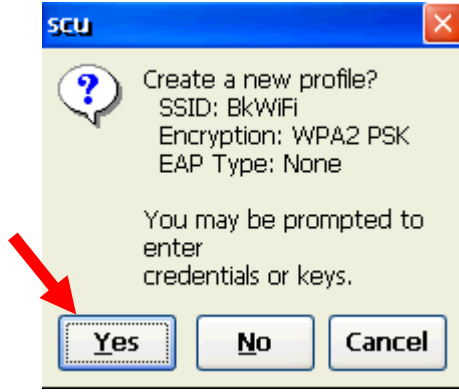 scu
Create a new profile?
SSID: BkWiFi
Encryption: WPA2 PSK
EAP Type: None
You may be prompted to
enter
credentials or keys.
Yes No Cancel